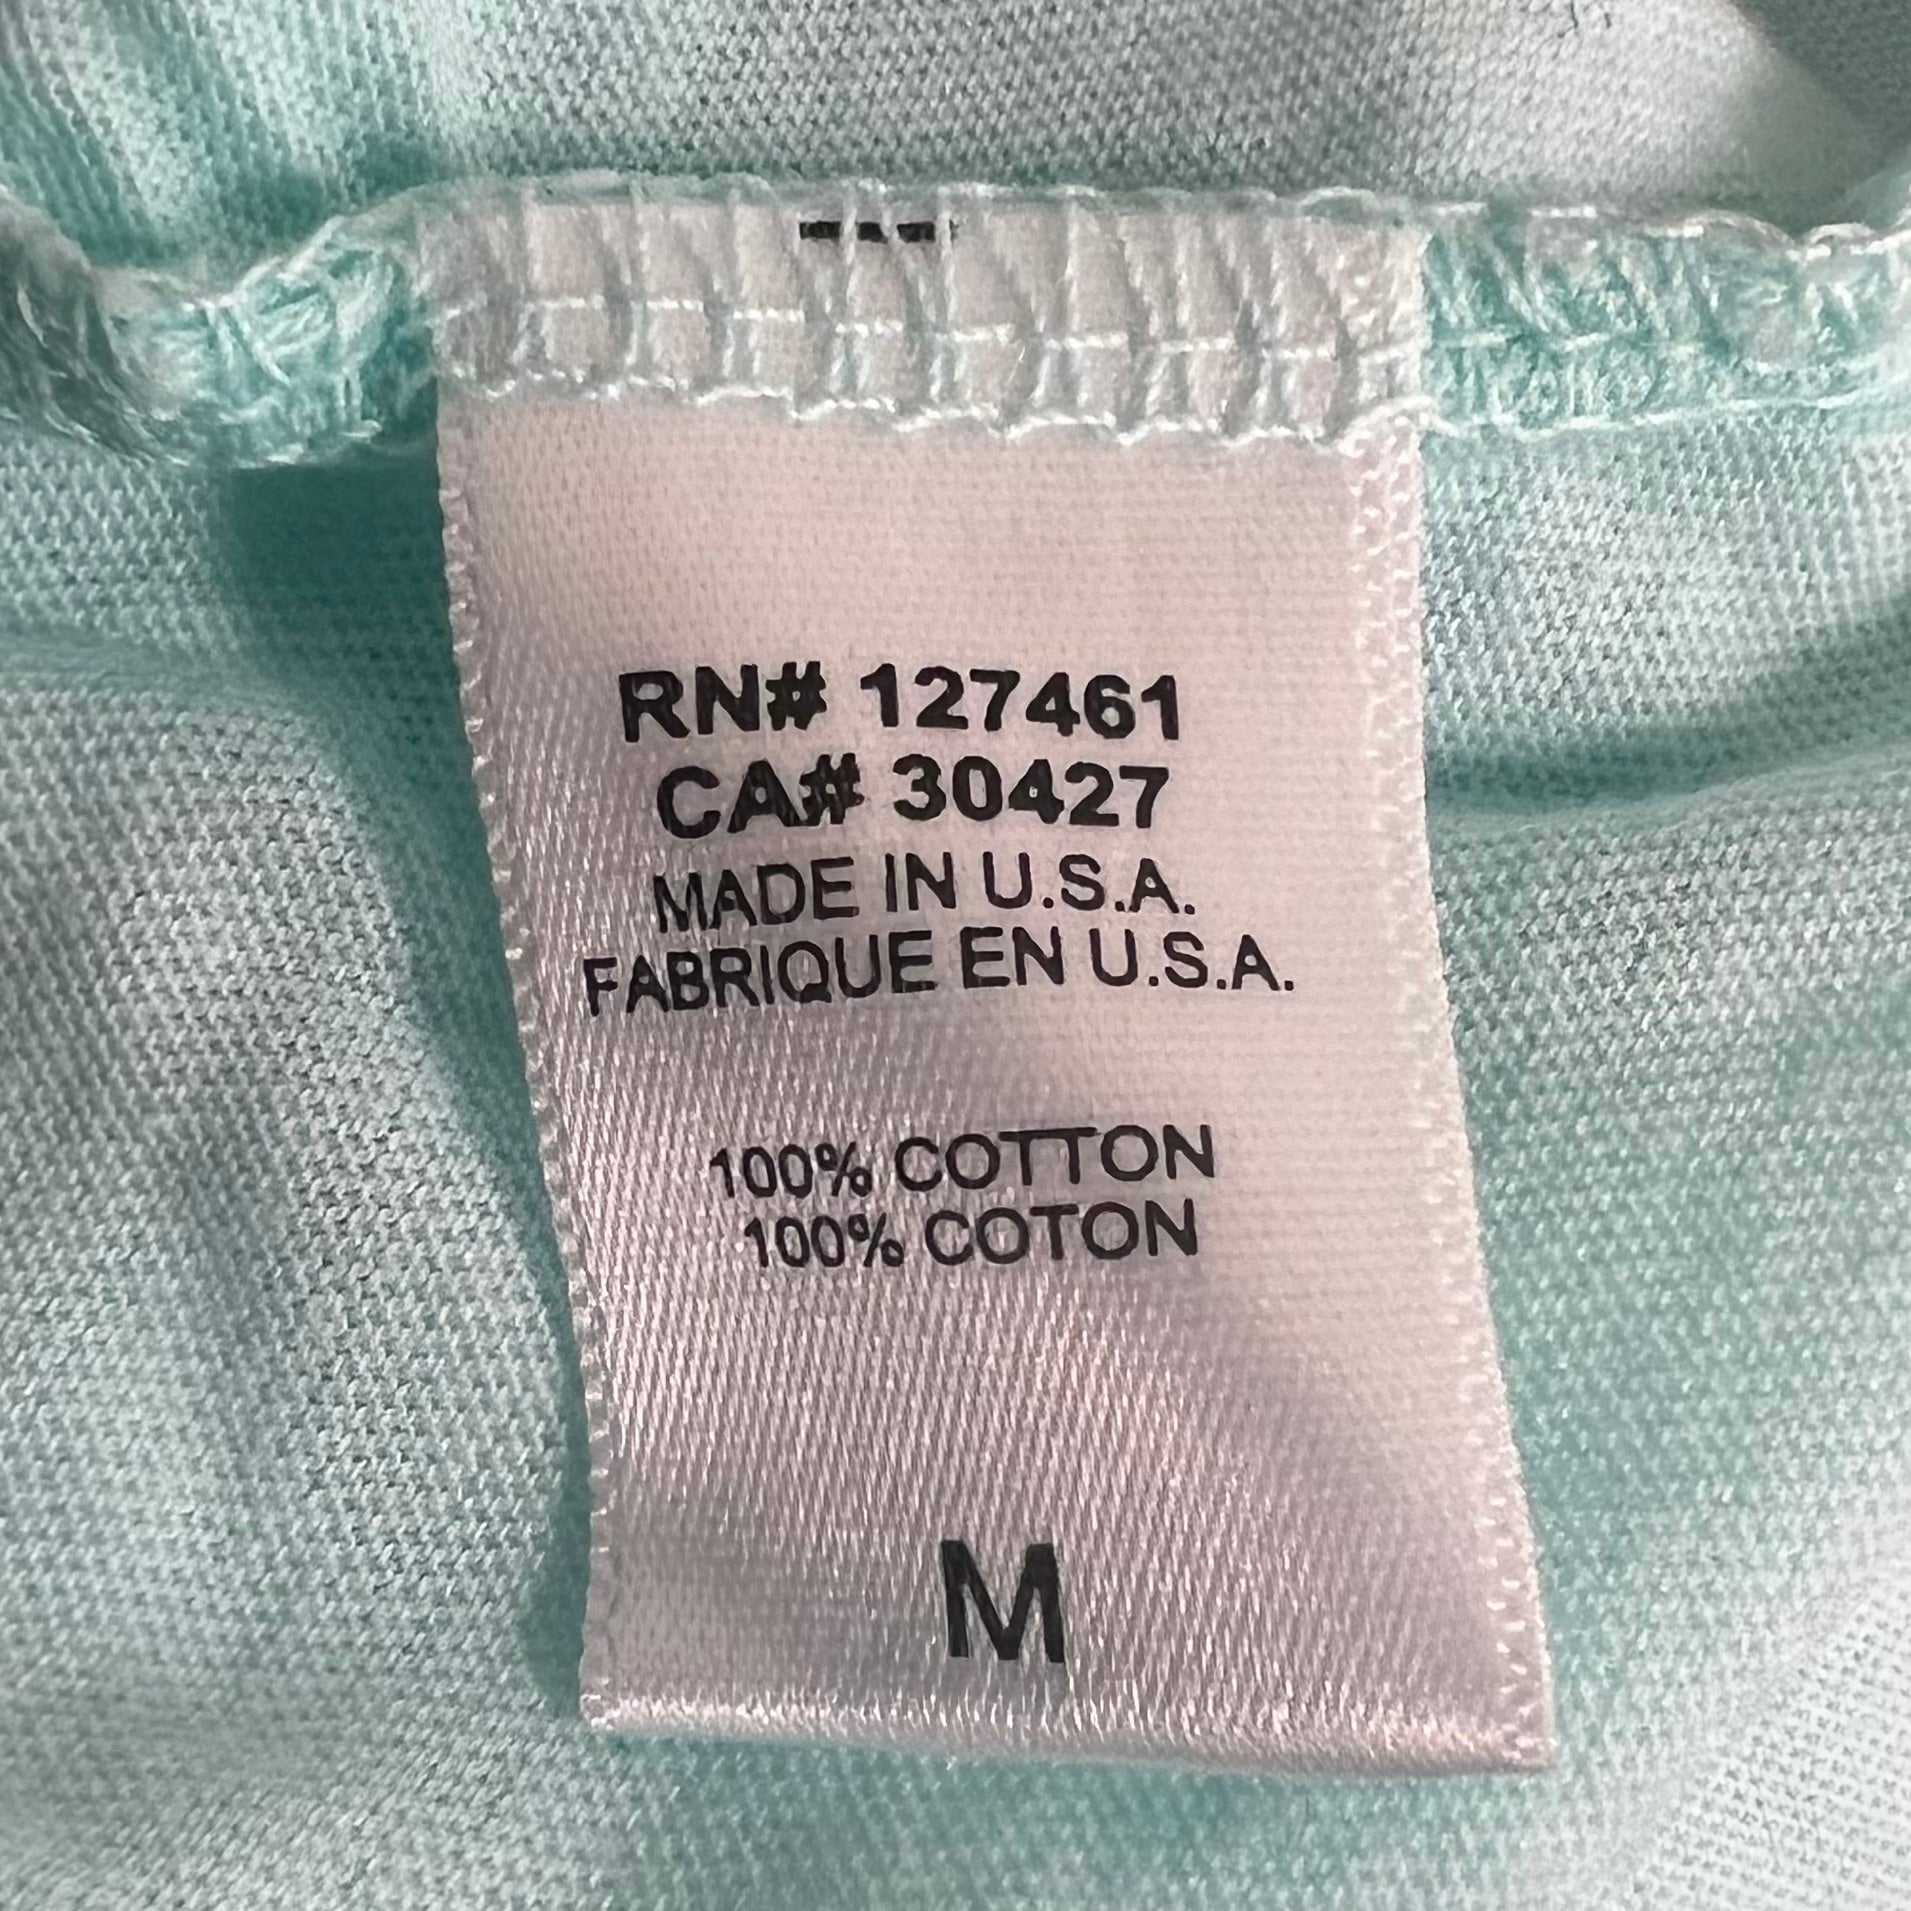 RN# 127461
CA# 30427
MADE IN U.S.A.
FABRIQUE EN U.S.A.
100% COTTON
100% COTON
M